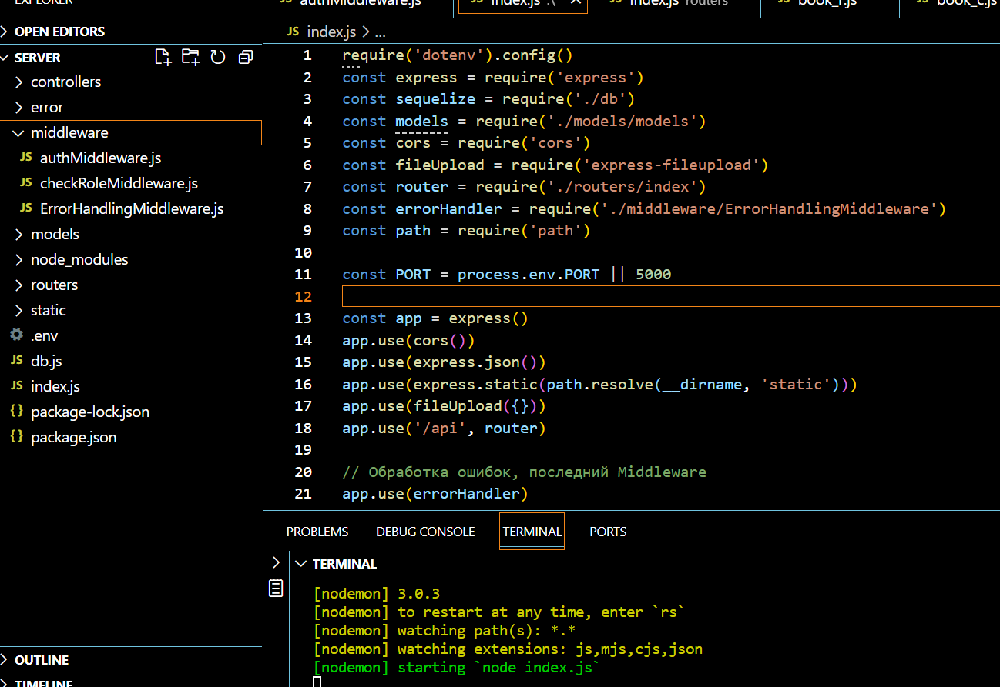 EXPLORER
OPEN EDITORS
SERVER
controllers
error
middleware
JS authMiddleware.js
JS checkRoleMiddleware.js
JS ErrorHandlingMiddleware.js
models
node_modules
routers
static
.env
JS db.js
JS index.js
{} package-lock.json
{} package.json
OUTLINE
TIMELINE
JS authMiddleware.js
JS index.js .\
JS index.js routers
JS book_r.js
JS book_c.js
JS index.js > ...
1 require('dotenv').config()
2 const express = require('express')
3 const sequelize = require('./db')
4 const models = require('./models/models')
5 const cors = require('cors')
6 const fileUpload = require('express-fileupload')
7 const router = require('./routers/index')
8 const errorHandler = require('./middleware/ErrorHandlingMiddleware')
9 const path = require('path')
10
11 const PORT = process.env.PORT || 5000
12
13 const app = express()
14 app.use(cors())
15 app.use(express.json())
16 app.use(express.static(path.resolve(__dirname, 'static')))
17 app.use(fileUpload({}))
18 app.use('/api', router)
19
20 // Обработка ошибок, последний Middleware
21 app.use(errorHandler)
PROBLEMS DEBUG CONSOLE TERMINAL PORTS
TERMINAL
[nodemon] 3.0.3
[nodemon] to restart at any time, enter `rs`
[nodemon] watching path(s): *.*
[nodemon] watching extensions: js,mjs,cjs,json
[nodemon] starting `node index.js`